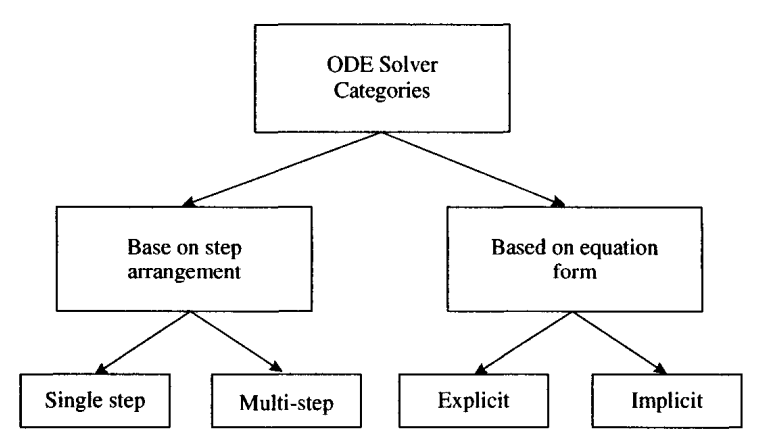 ODE Solver
Categories
Base on step
arrangement
Based on equation
form
Single step
Multi-step
Explicit
Implicit